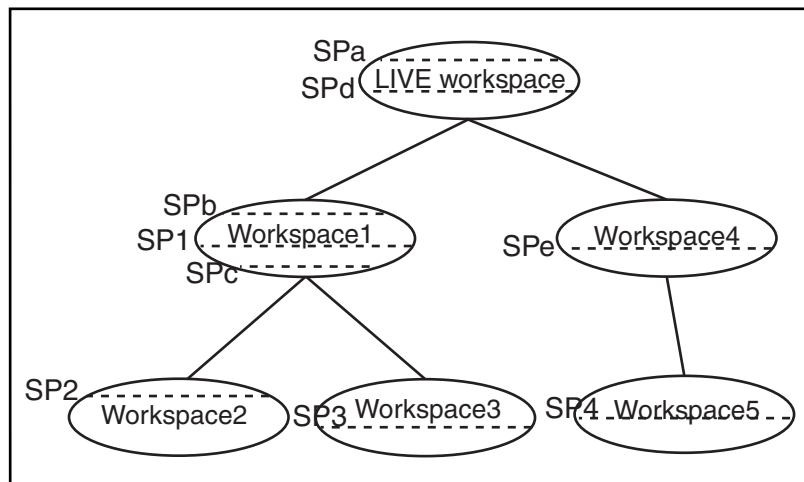 SPa
LIVE workspace
SPd
SPb
Workspace1
SP1
SPc
Workspace4
SPe
SP2
Workspace2
SP3
Workspace3
SP4
Workspace5